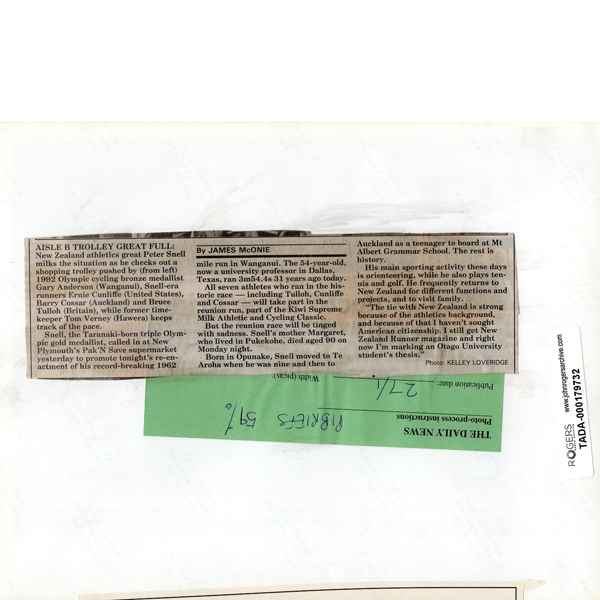 AISLE B TROLLEY GREAT FULL:
New Zealand athletics great Peter Snell
milks the situation as he checks out a
shopping trolley pushed by (from left)
1992 Olympic cycling bronze medallist
Gary Anderson (Wanganui), Snell-era
runners Ernie Cunliffe (United States),
Barry Cossar (Auckland) and Bruce
Tulloh (Britain), while former time-
keeper Tom Verney (Hawera) keeps
track of the pace.
Snell, the Taranaki-born triple Olym-
pic gold medallist, called in at New
Plymouth's Pak'N Save supermarket
yesterday to promote tonight's re-en-
actment of his record-breaking 1962
By JAMES McONIE
mile run in Wanganui. The 54-year-old,
now a university professor in Dallas,
Texas, ran 3m54.4s 31 years ago today.
All seven athletes who ran in the his-
toric race — including Tulloh, Cunliffe
and Cossar — will take part in the
reunion run, part of the Kiwi Supreme
Milk Athletic and Cycling Classic.
But the reunion race will be tinged
with sadness. Snell's mother Margaret,
who lived in Pukekohe, died aged 90 on
Monday night.
Born in Opunake, Snell moved to Te
Aroha when he was nine and then to
Auckland as a teenager to board at Mt
Albert Grammar School. The rest is
history.
His main sporting activity these days
is orienteering, while he also plays ten-
nis and golf. He frequently returns to
New Zealand for different functions and
projects, and to visit family.
"The tie with New Zealand is strong
because of the athletics background,
and because of that I haven't sought
American citizenship. I still get New
Zealand Runner magazine and right
now I'm marking an Otago University
student's thesis."
Photo: KELLEY LOVERIDGE
THE DAILY NEWS
Photo-process instructions
PIBRIEFS 59%
Publication date: 27/1
Width (picas):
ROGERS
www.johnrogersarchive.com
TADA-000179732